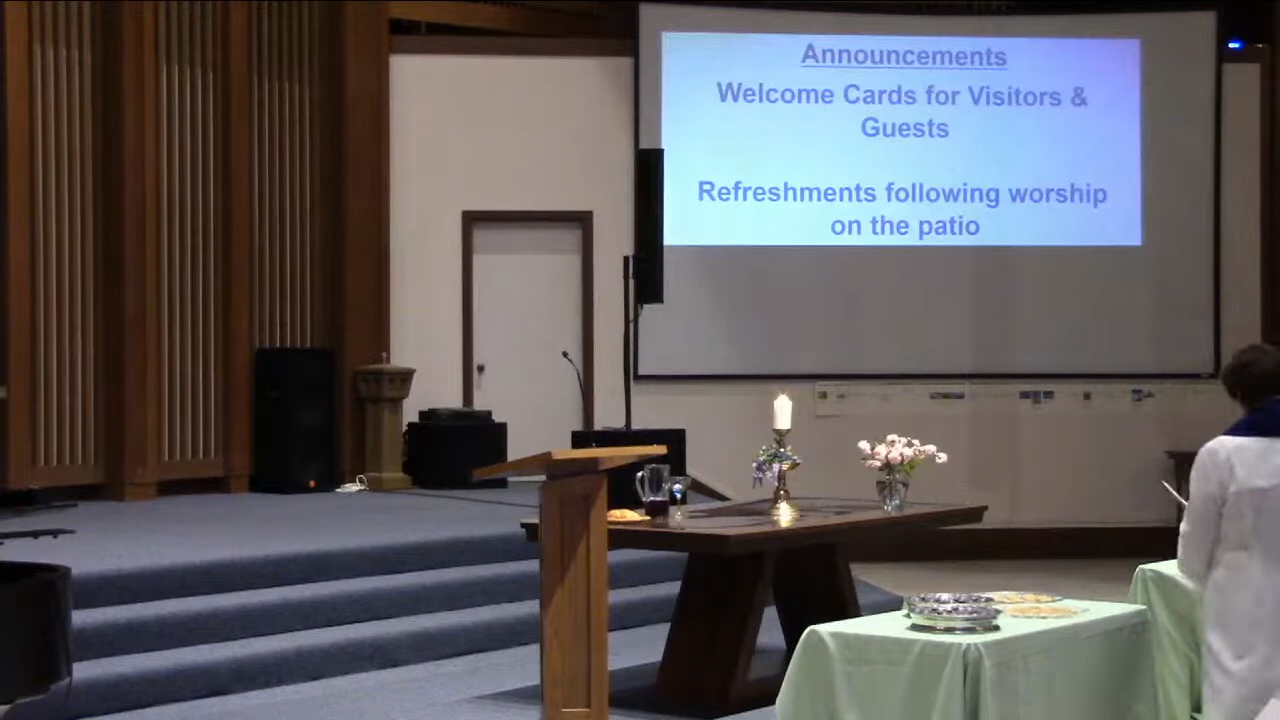 Announcements
Welcome Cards for Visitors &
Guests
Refreshments following worship
on the patio